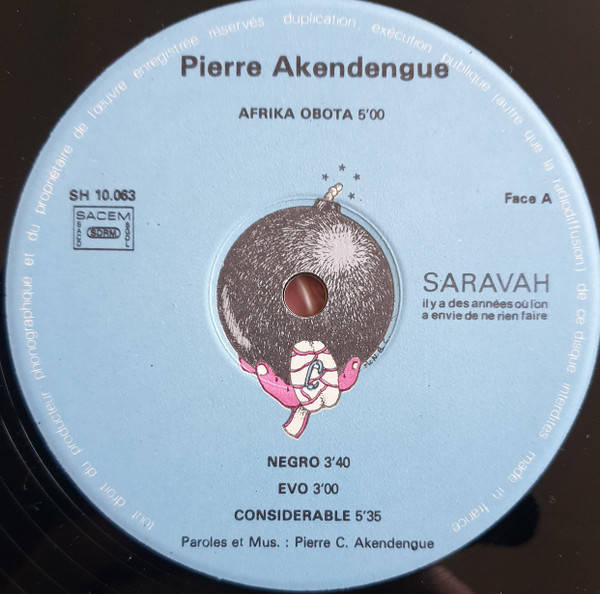 tout droit du producteur phonographique et du propriétaire de l'œuvre enregistrée réservés duplication, exécution publique (autre que la radiodiffusion) de ce disque interdites made in france
Pierre Akendengue
AFRIKA OBOTA 5'00
SH 10.063
Face A
SACEM
SDRM
SARAVAH
il y a des années où l'on
a envie de ne rien faire
C
NEGRO 3'40
EVO 3'00
CONSIDERABLE 5'35
Paroles et Mus. : Pierre C. Akendengue